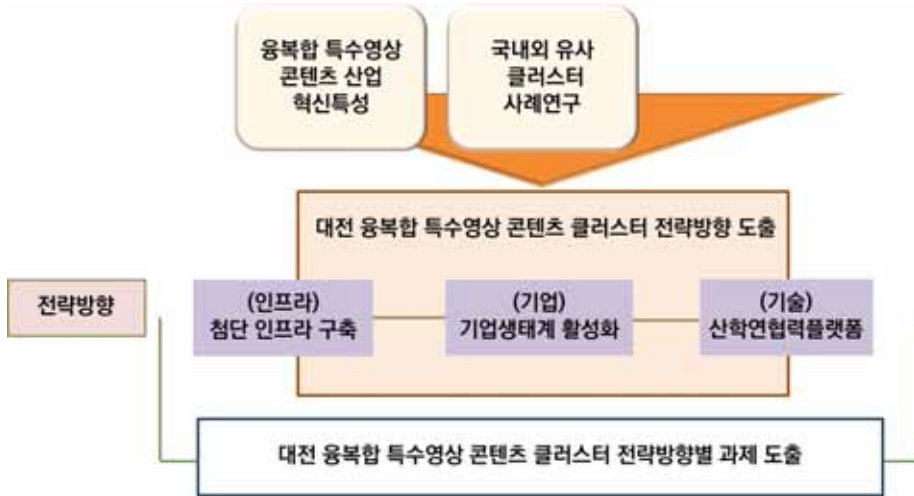 융복합 특수영상
콘텐츠 산업
혁신특성
국내외 유사
클러스터
사례연구
대전 융복합 특수영상 콘텐츠 클러스터 전략방향 도출
전략방향
(인프라)
첨단 인프라 구축
(기업)
기업생태계 활성화
(기술)
산학연협력플랫폼
대전 융복합 특수영상 콘텐츠 클러스터 전략방향별 과제 도출